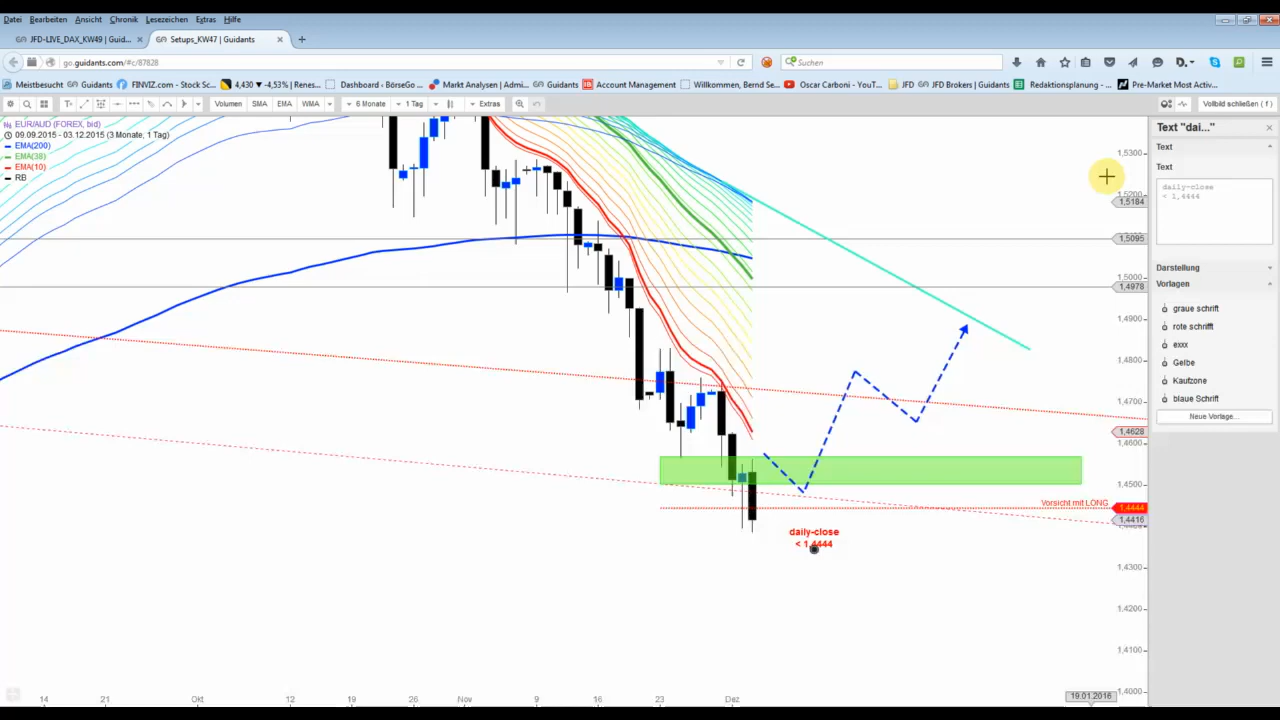 Datei Bearbeiten Ansicht Chronik Lesezeichen Extras Hilfe
JFD-LIVE_DAX_KW49 | Guid... × Setups_KW47 | Guidants × +
go.guidants.com/#c/87828 Suchen
Meistbesucht Guidants FINVIZ.com - Stock Sc... 4,430 ▼ -4,53% | Renes... Dashboard - BörseGo ... Markt Analysen | Admi... Guidants Account Management Willkommen, Bernd Se... Oscar Carboni - YouT... JFD JFD Brokers | Guidants Redaktionsplanung - ... Pre-Market Most Activ...
Volumen SMA EMA WMA 6 Monate 1 Tag Extras Vollbild schließen ( f )
EUR/AUD (FOREX, bid)
09.09.2015 - 03.12.2015 (3 Monate, 1 Tag)
EMA(200)
EMA(38)
EMA(10)
RB
1,5300
1,5200
1,5184
1,5095
1,5000
1,4978
1,4900
1,4800
1,4700
1,4628
1,4600
1,4500
Vorsicht mit LONG
1,4444
1,4416
daily-close
< 1,4444
1,4300
1,4200
1,4100
1,4000
14 21 Okt 12 19 26 Nov 9 16 23 Dez 19.01.2016
Text "dai..." ×
Text
Text
daily-close
< 1,4444
Darstellung
Vorlagen
graue schrift
rote schrifft
exxx
Gelbe
Kaufzone
blaue Schrift
Neue Vorlage...